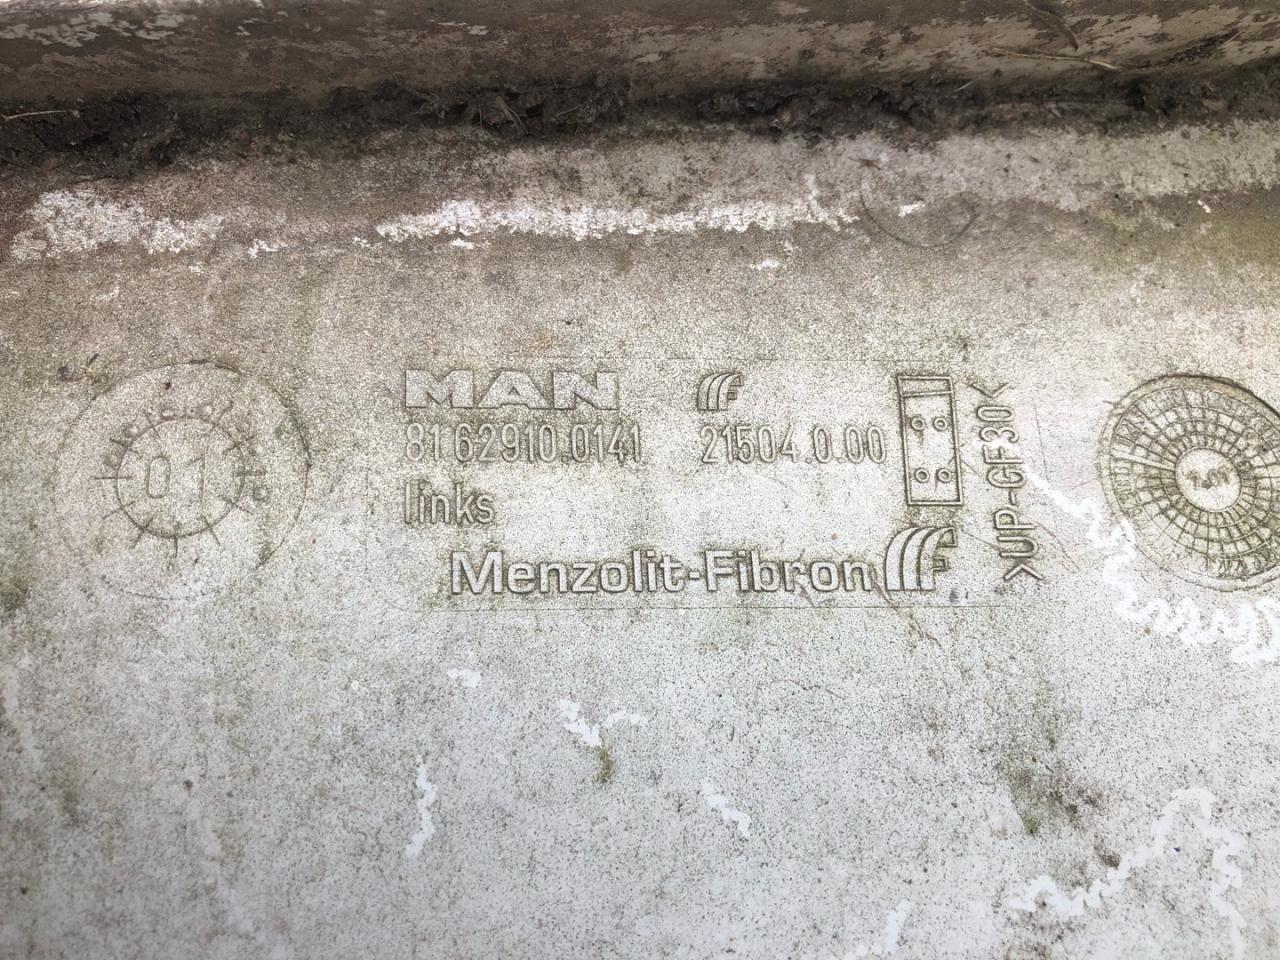 MAN
81.62910.0141 21504.0.00
links
Menzolit-Fibron
>UP-GF30<
01